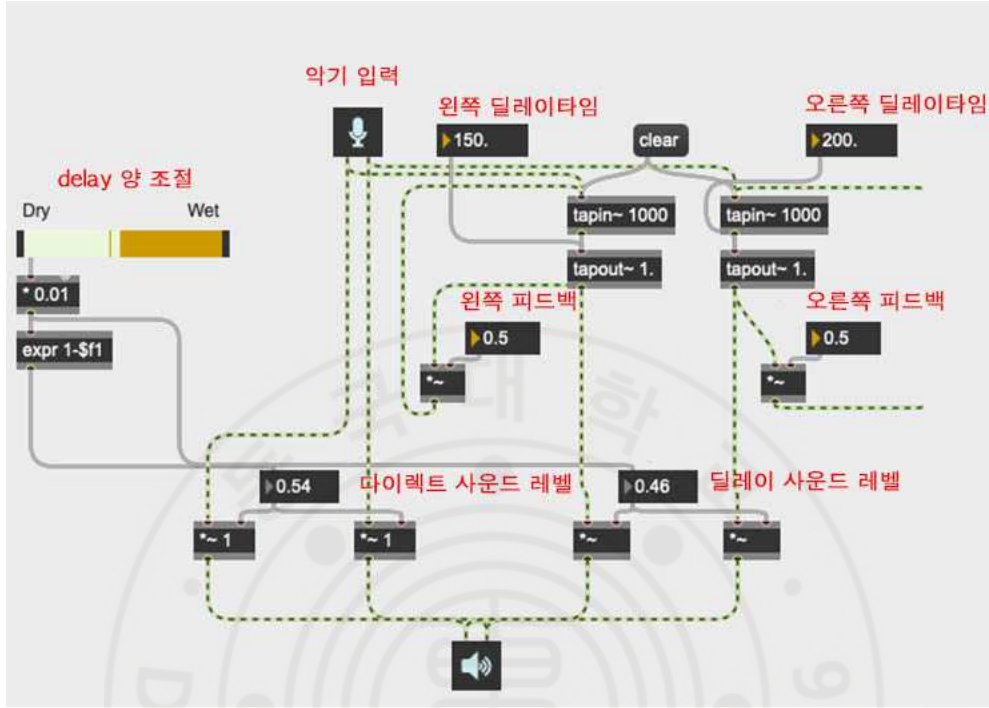 악기 입력
왼쪽 딜레이타임
오른쪽 딜레이타임
150.
clear
200.
delay 양 조절
Dry
Wet
tapin~ 1000
tapin~ 1000
* 0.01
tapout~ 1.
tapout~ 1.
왼쪽 피드백
오른쪽 피드백
expr 1-$f1
0.5
0.5
*~
*~
0.54
다이렉트 사운드 레벨
0.46
딜레이 사운드 레벨
*~ 1
*~ 1
*~
*~